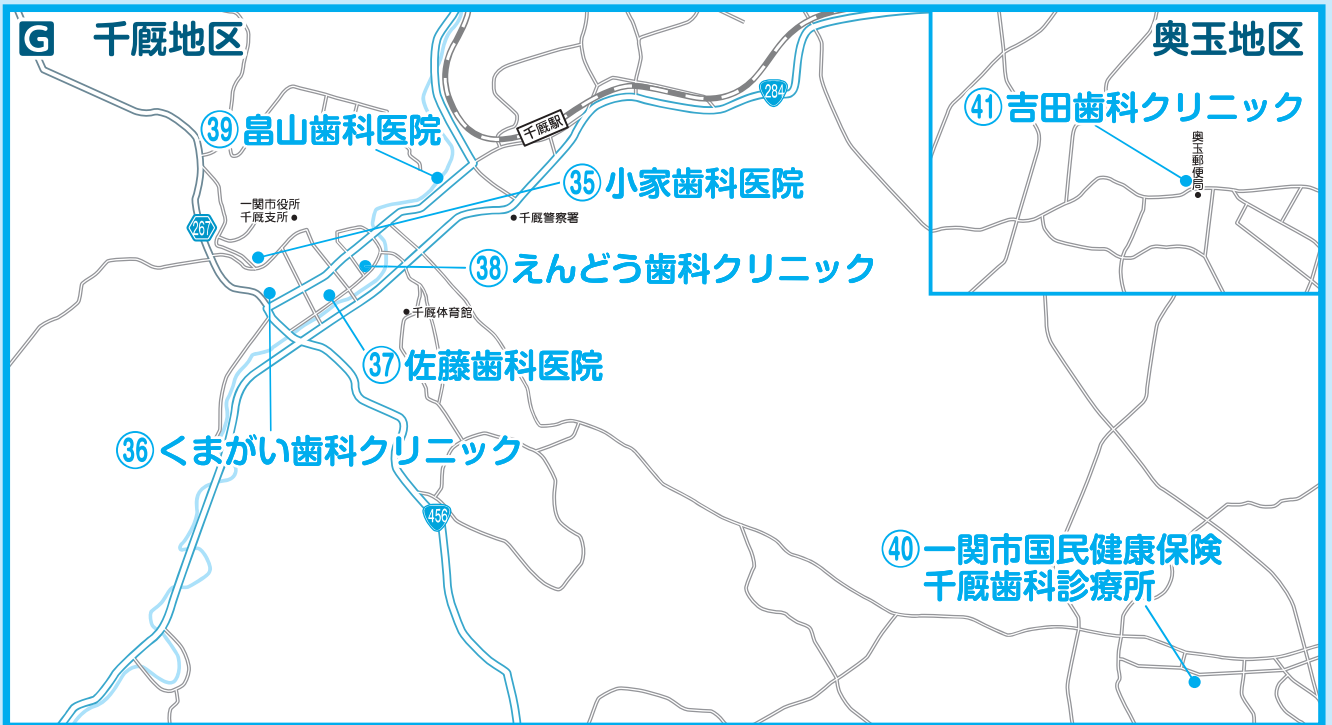 G 千厩地区
奥玉地区
284
㊶吉田歯科クリニック
㊴畠山歯科医院
千厩駅
奥玉郵便局
㉟小家歯科医院
一関市役所
千厩支所
267
千厩警察署
㊳えんどう歯科クリニック
千厩体育館
㊲佐藤歯科医院
㊱くまがい歯科クリニック
456
㊵一関市国民健康保険
千厩歯科診療所